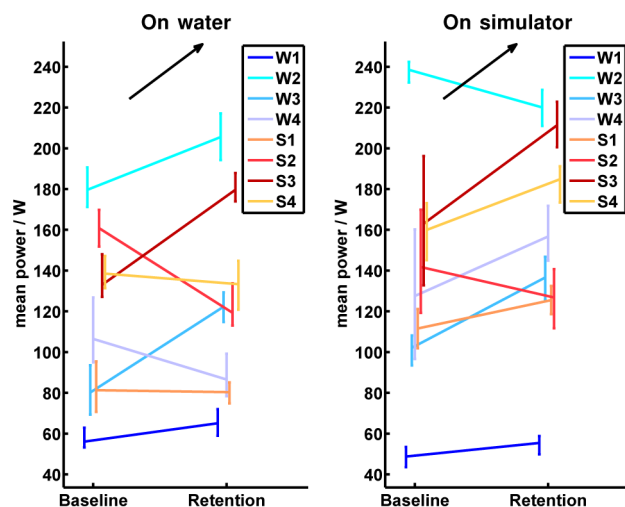 On water
mean power / W
240
220
200
180
160
140
120
100
80
60
40
Baseline
Retention
W1
W2
W3
W4
S1
S2
S3
S4
On simulator
mean power / W
240
220
200
180
160
140
120
100
80
60
40
Baseline
Retention
W1
W2
W3
W4
S1
S2
S3
S4